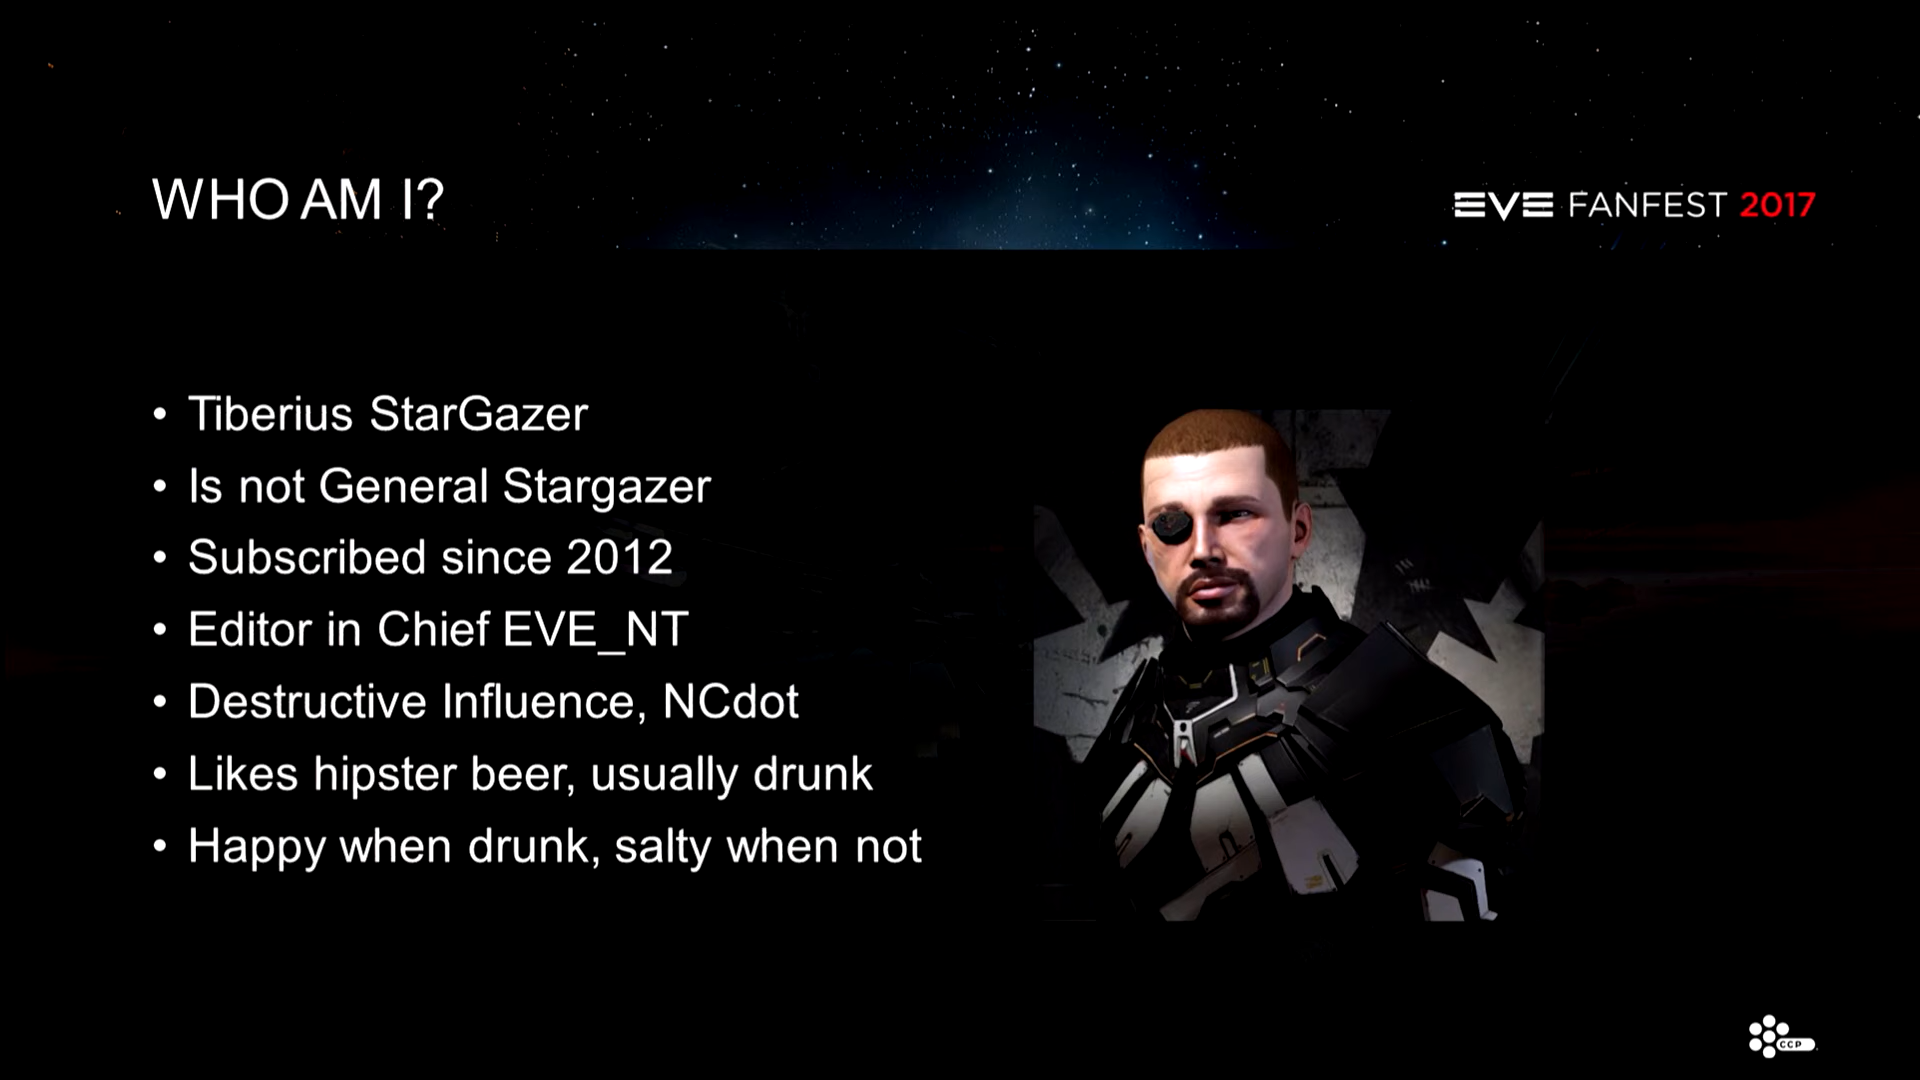 WHO AM I?
EVE FANFEST 2017
• Tiberius StarGazer
• Is not General Stargazer
• Subscribed since 2012
• Editor in Chief EVE_NT
• Destructive Influence, NCdot
• Likes hipster beer, usually drunk
• Happy when drunk, salty when not
CCP